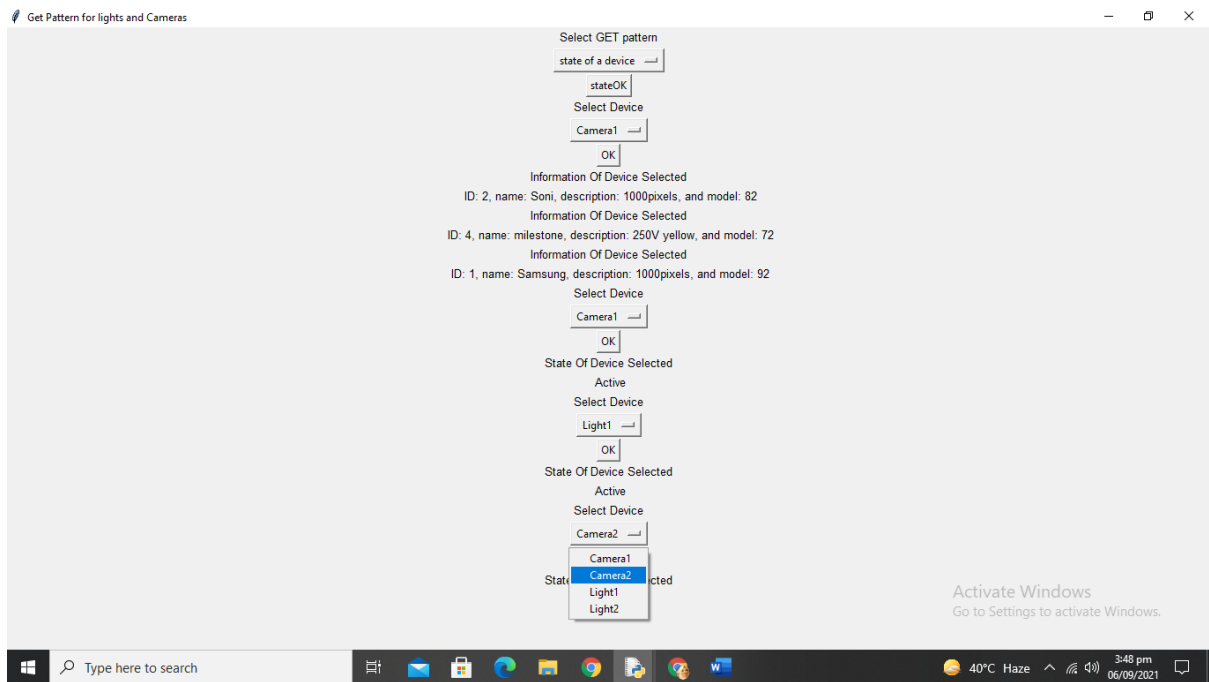 Get Pattern for lights and Cameras
Select GET pattern
state of a device
stateOK
Select Device
Camera1
OK
Information Of Device Selected
ID: 2, name: Soni, description: 1000pixels, and model: 82
Information Of Device Selected
ID: 4, name: milestone, description: 250V yellow, and model: 72
Information Of Device Selected
ID: 1, name: Samsung, description: 1000pixels, and model: 92
Select Device
Camera1
OK
State Of Device Selected
Active
Select Device
Light1
OK
State Of Device Selected
Active
Select Device
Camera2
Camera1
Camera2
Light1
Light2
Activate Windows
Go to Settings to activate Windows.
Type here to search
40°C Haze
3:48 pm
06/09/2021